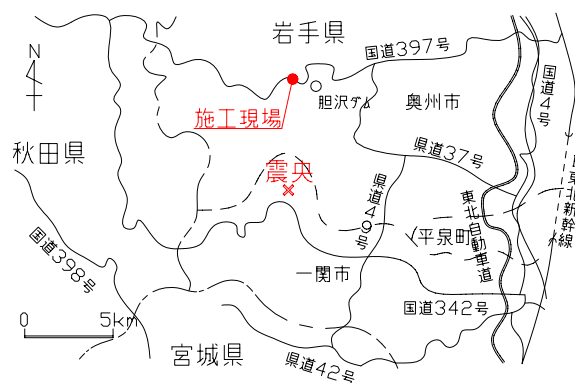 岩手県
国道397号
N
国道4号
胆沢ダム
奥州市
施工現場
県道37号
秋田県
震央
県道49号
東北自動車道
JR東北新幹線
平泉町
国道398号
一関市
国道342号
0 5km
宮城県
県道42号